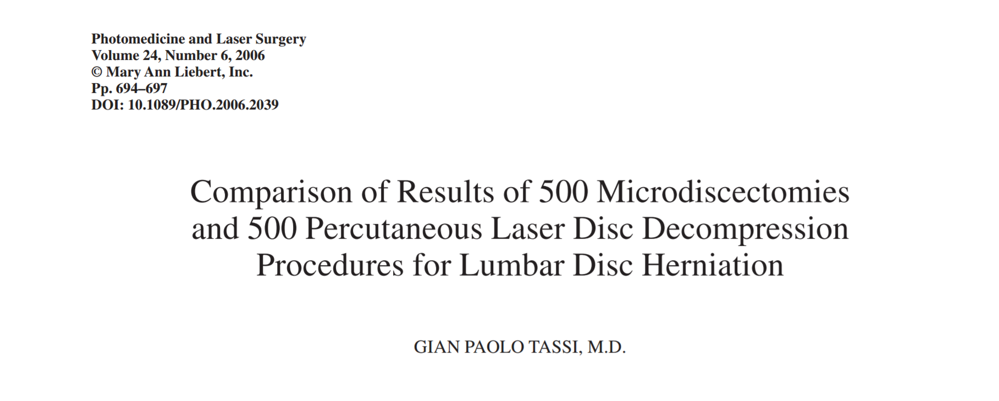 Photomedicine and Laser Surgery
Volume 24, Number 6, 2006
© Mary Ann Liebert, Inc.
Pp. 694–697
DOI: 10.1089/PHO.2006.2039
Comparison of Results of 500 Microdiscectomies
and 500 Percutaneous Laser Disc Decompression
Procedures for Lumbar Disc Herniation
GIAN PAOLO TASSI, M.D.